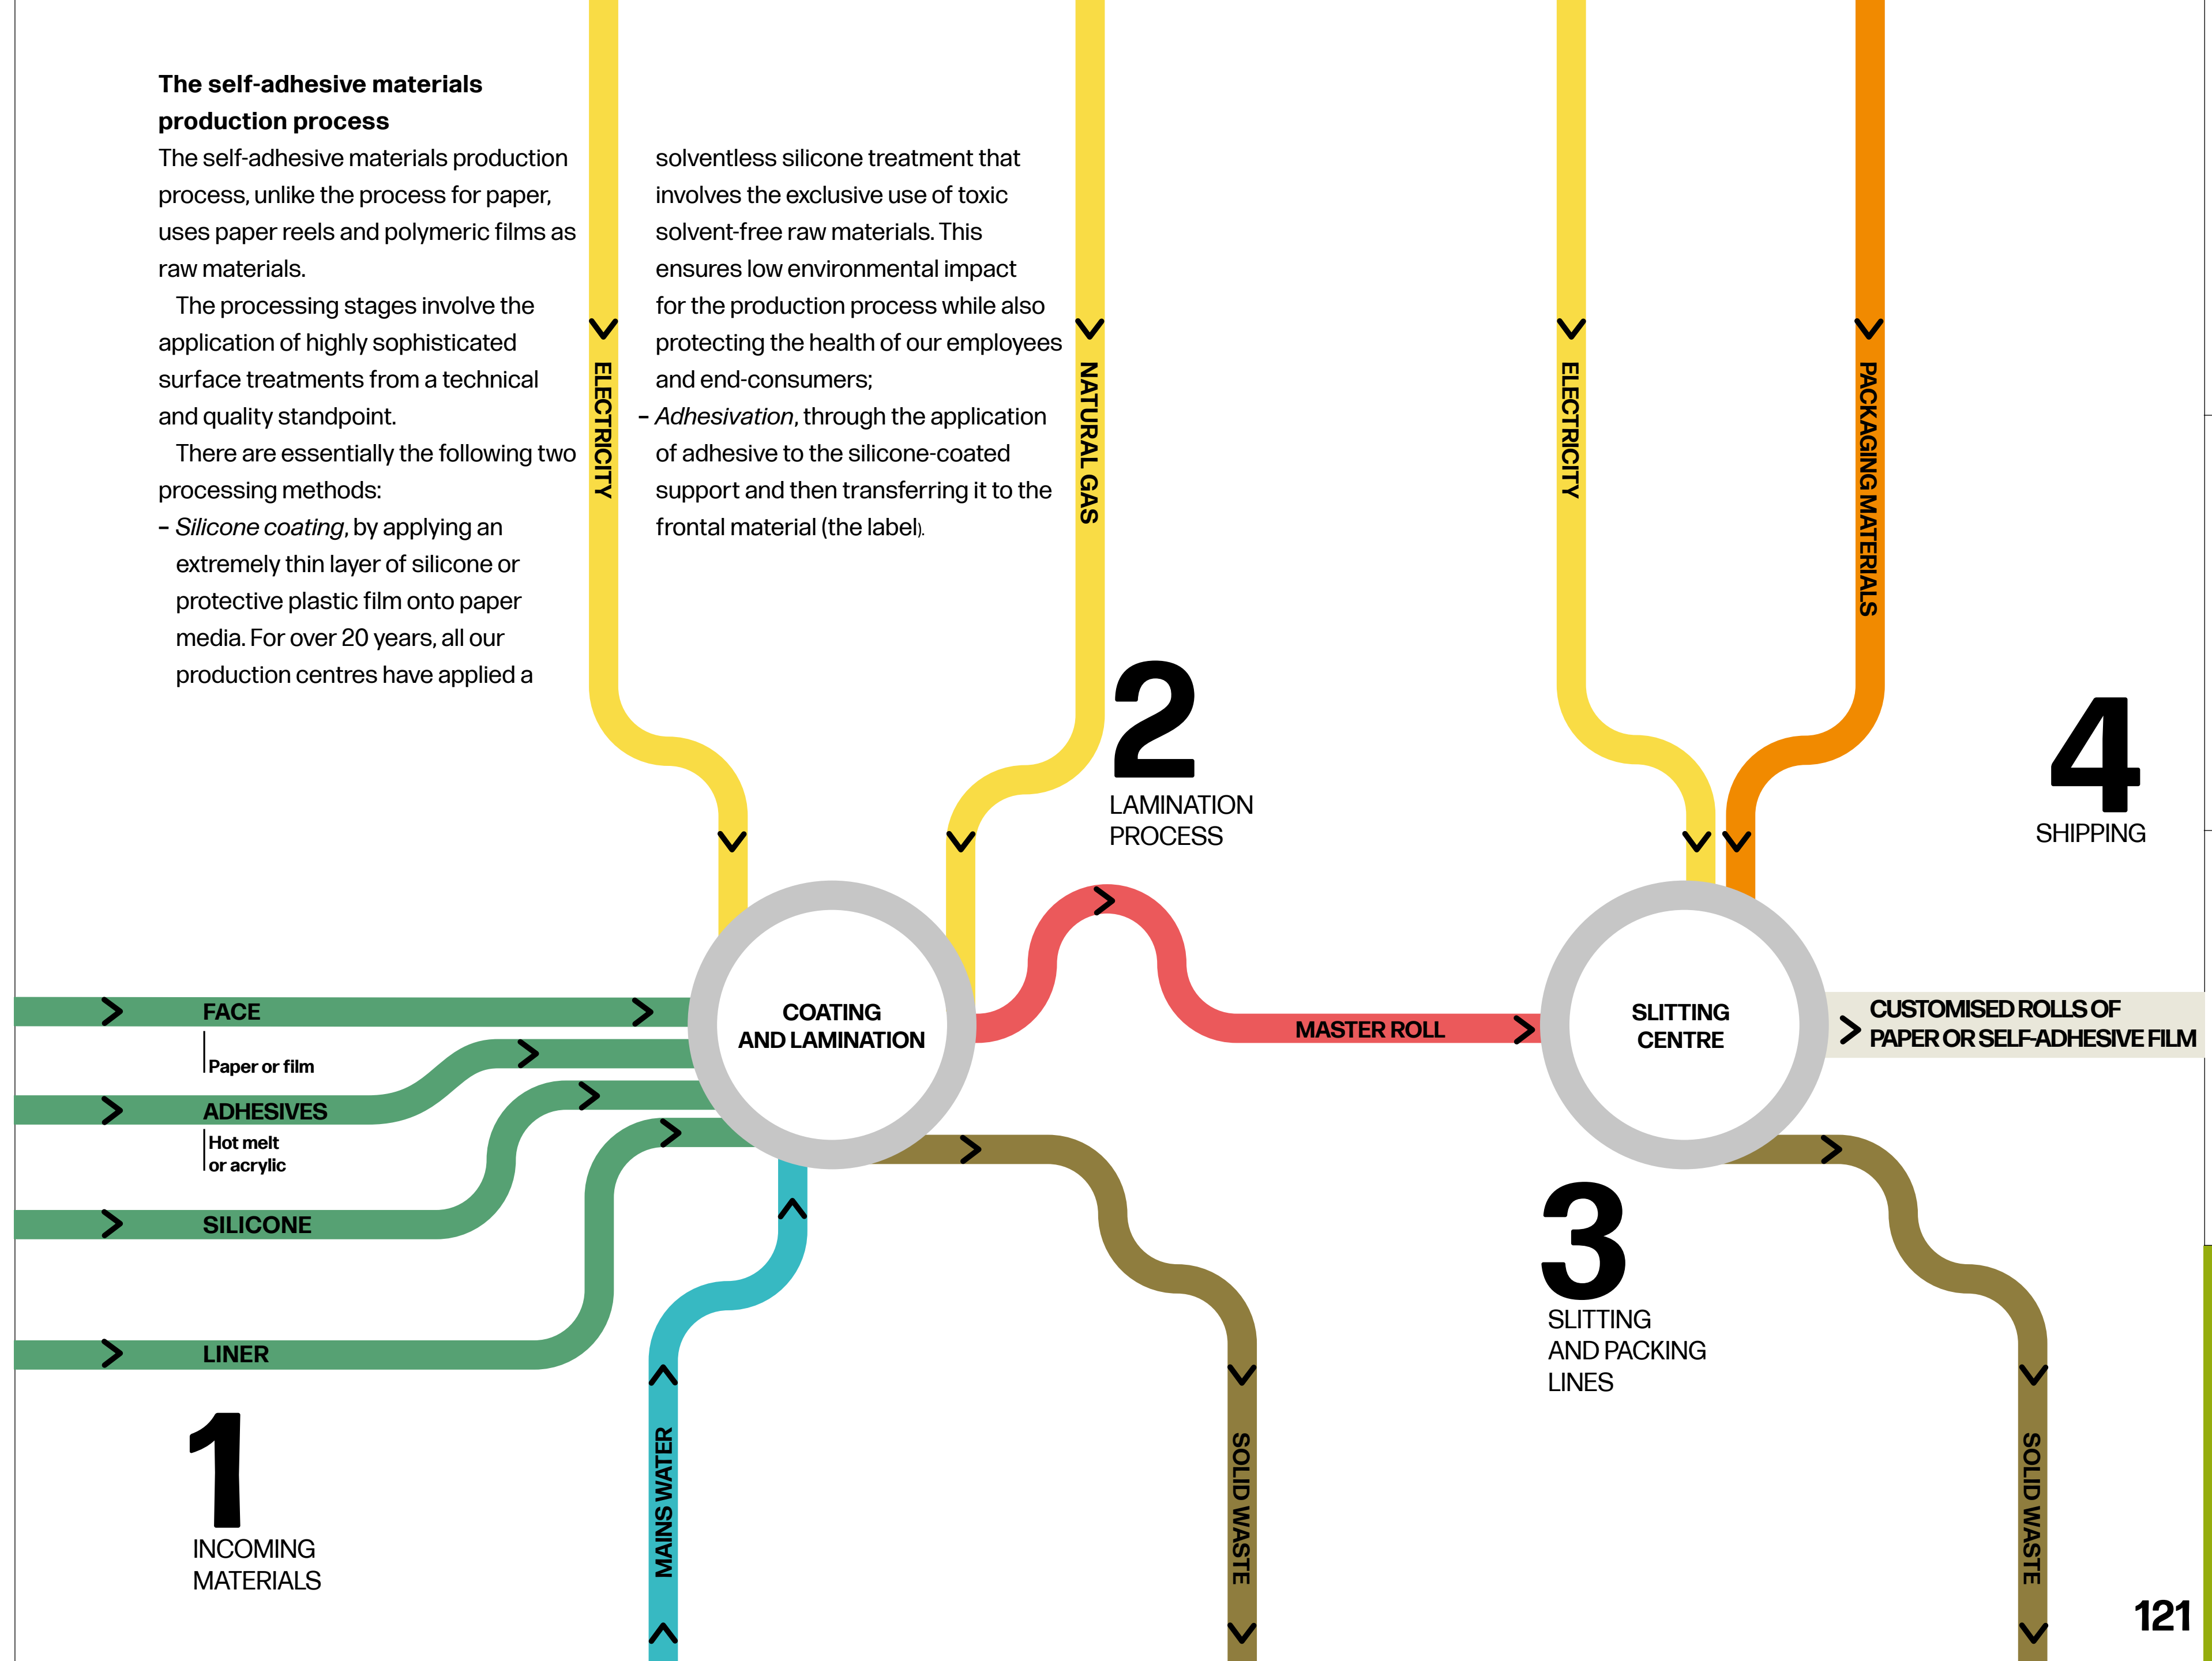 The self-adhesive materials
production process
The self-adhesive materials production
process, unlike the process for paper,
uses paper reels and polymeric films as
raw materials.
The processing stages involve the
application of highly sophisticated
surface treatments from a technical
and quality standpoint.
There are essentially the following two
processing methods:
– Silicone coating, by applying an
extremely thin layer of silicone or
protective plastic film onto paper
media. For over 20 years, all our
production centres have applied a
solventless silicone treatment that
involves the exclusive use of toxic
solvent-free raw materials. This
ensures low environmental impact
for the production process while also
protecting the health of our employees
and end-consumers;
– Adhesivation, through the application
of adhesive to the silicone-coated
support and then transferring it to the
frontal material (the label).
ELECTRICITY
NATURAL GAS
ELECTRICITY
PACKAGING MATERIALS
2
LAMINATION
PROCESS
4
SHIPPING
FACE
Paper or film
ADHESIVES
Hot melt
or acrylic
SILICONE
LINER
COATING
AND LAMINATION
MASTER ROLL
SLITTING
CENTRE
CUSTOMISED ROLLS OF
PAPER OR SELF-ADHESIVE FILM
3
SLITTING
AND PACKING
LINES
1
INCOMING
MATERIALS
MAINS WATER
SOLID WASTE
SOLID WASTE
121